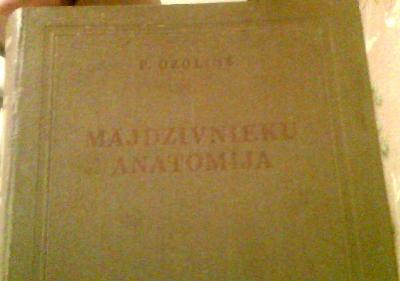 P. OZOLIŅŠ
MĀJDZĪVNIEKU
ANATOMIJA